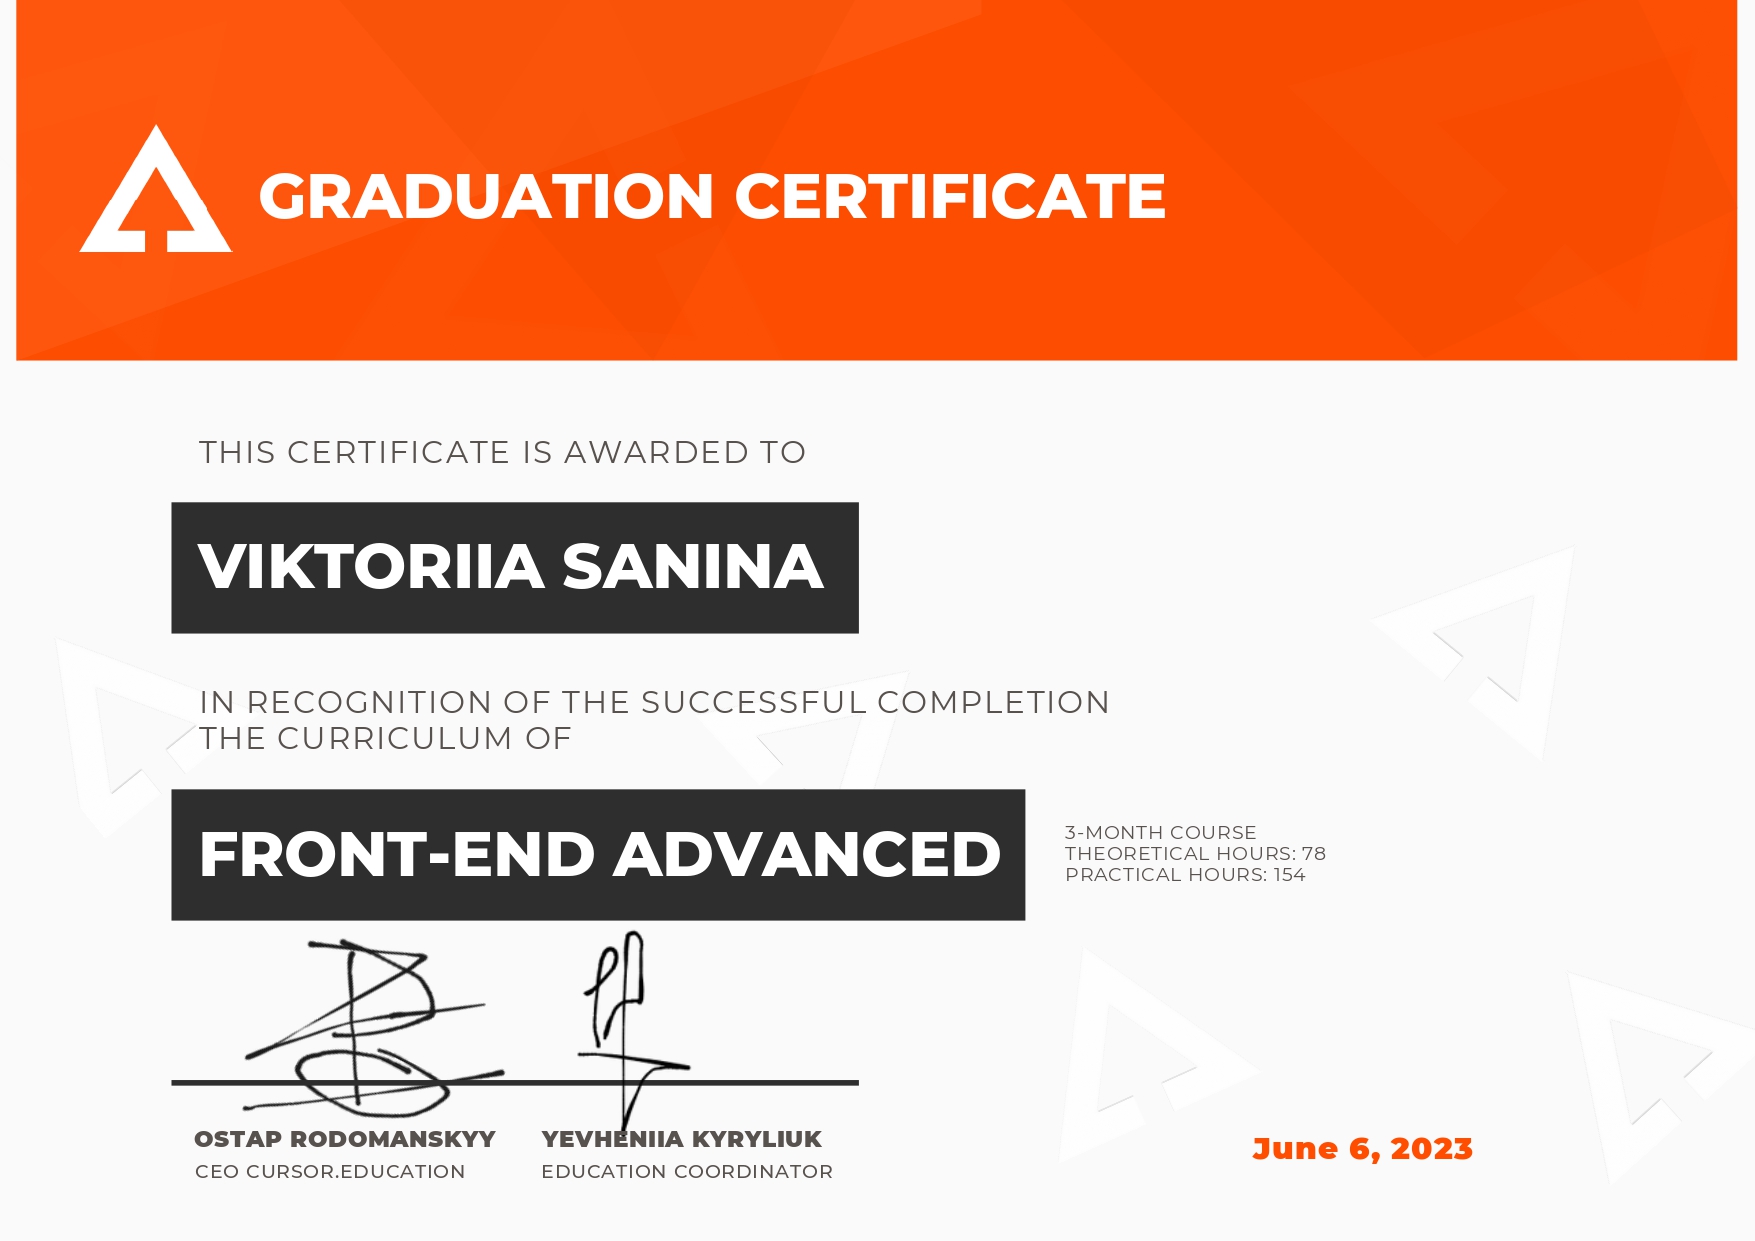 GRADUATION CERTIFICATE
THIS CERTIFICATE IS AWARDED TO
VIKTORIIA SANINA
IN RECOGNITION OF THE SUCCESSFUL COMPLETION
THE CURRICULUM OF
FRONT-END ADVANCED
3-MONTH COURSE
THEORETICAL HOURS: 78
PRACTICAL HOURS: 154
OSTAP RODOMANSKYY
CEO CURSOR.EDUCATION
YEVHENIIA KYRYLIUK
EDUCATION COORDINATOR
June 6, 2023